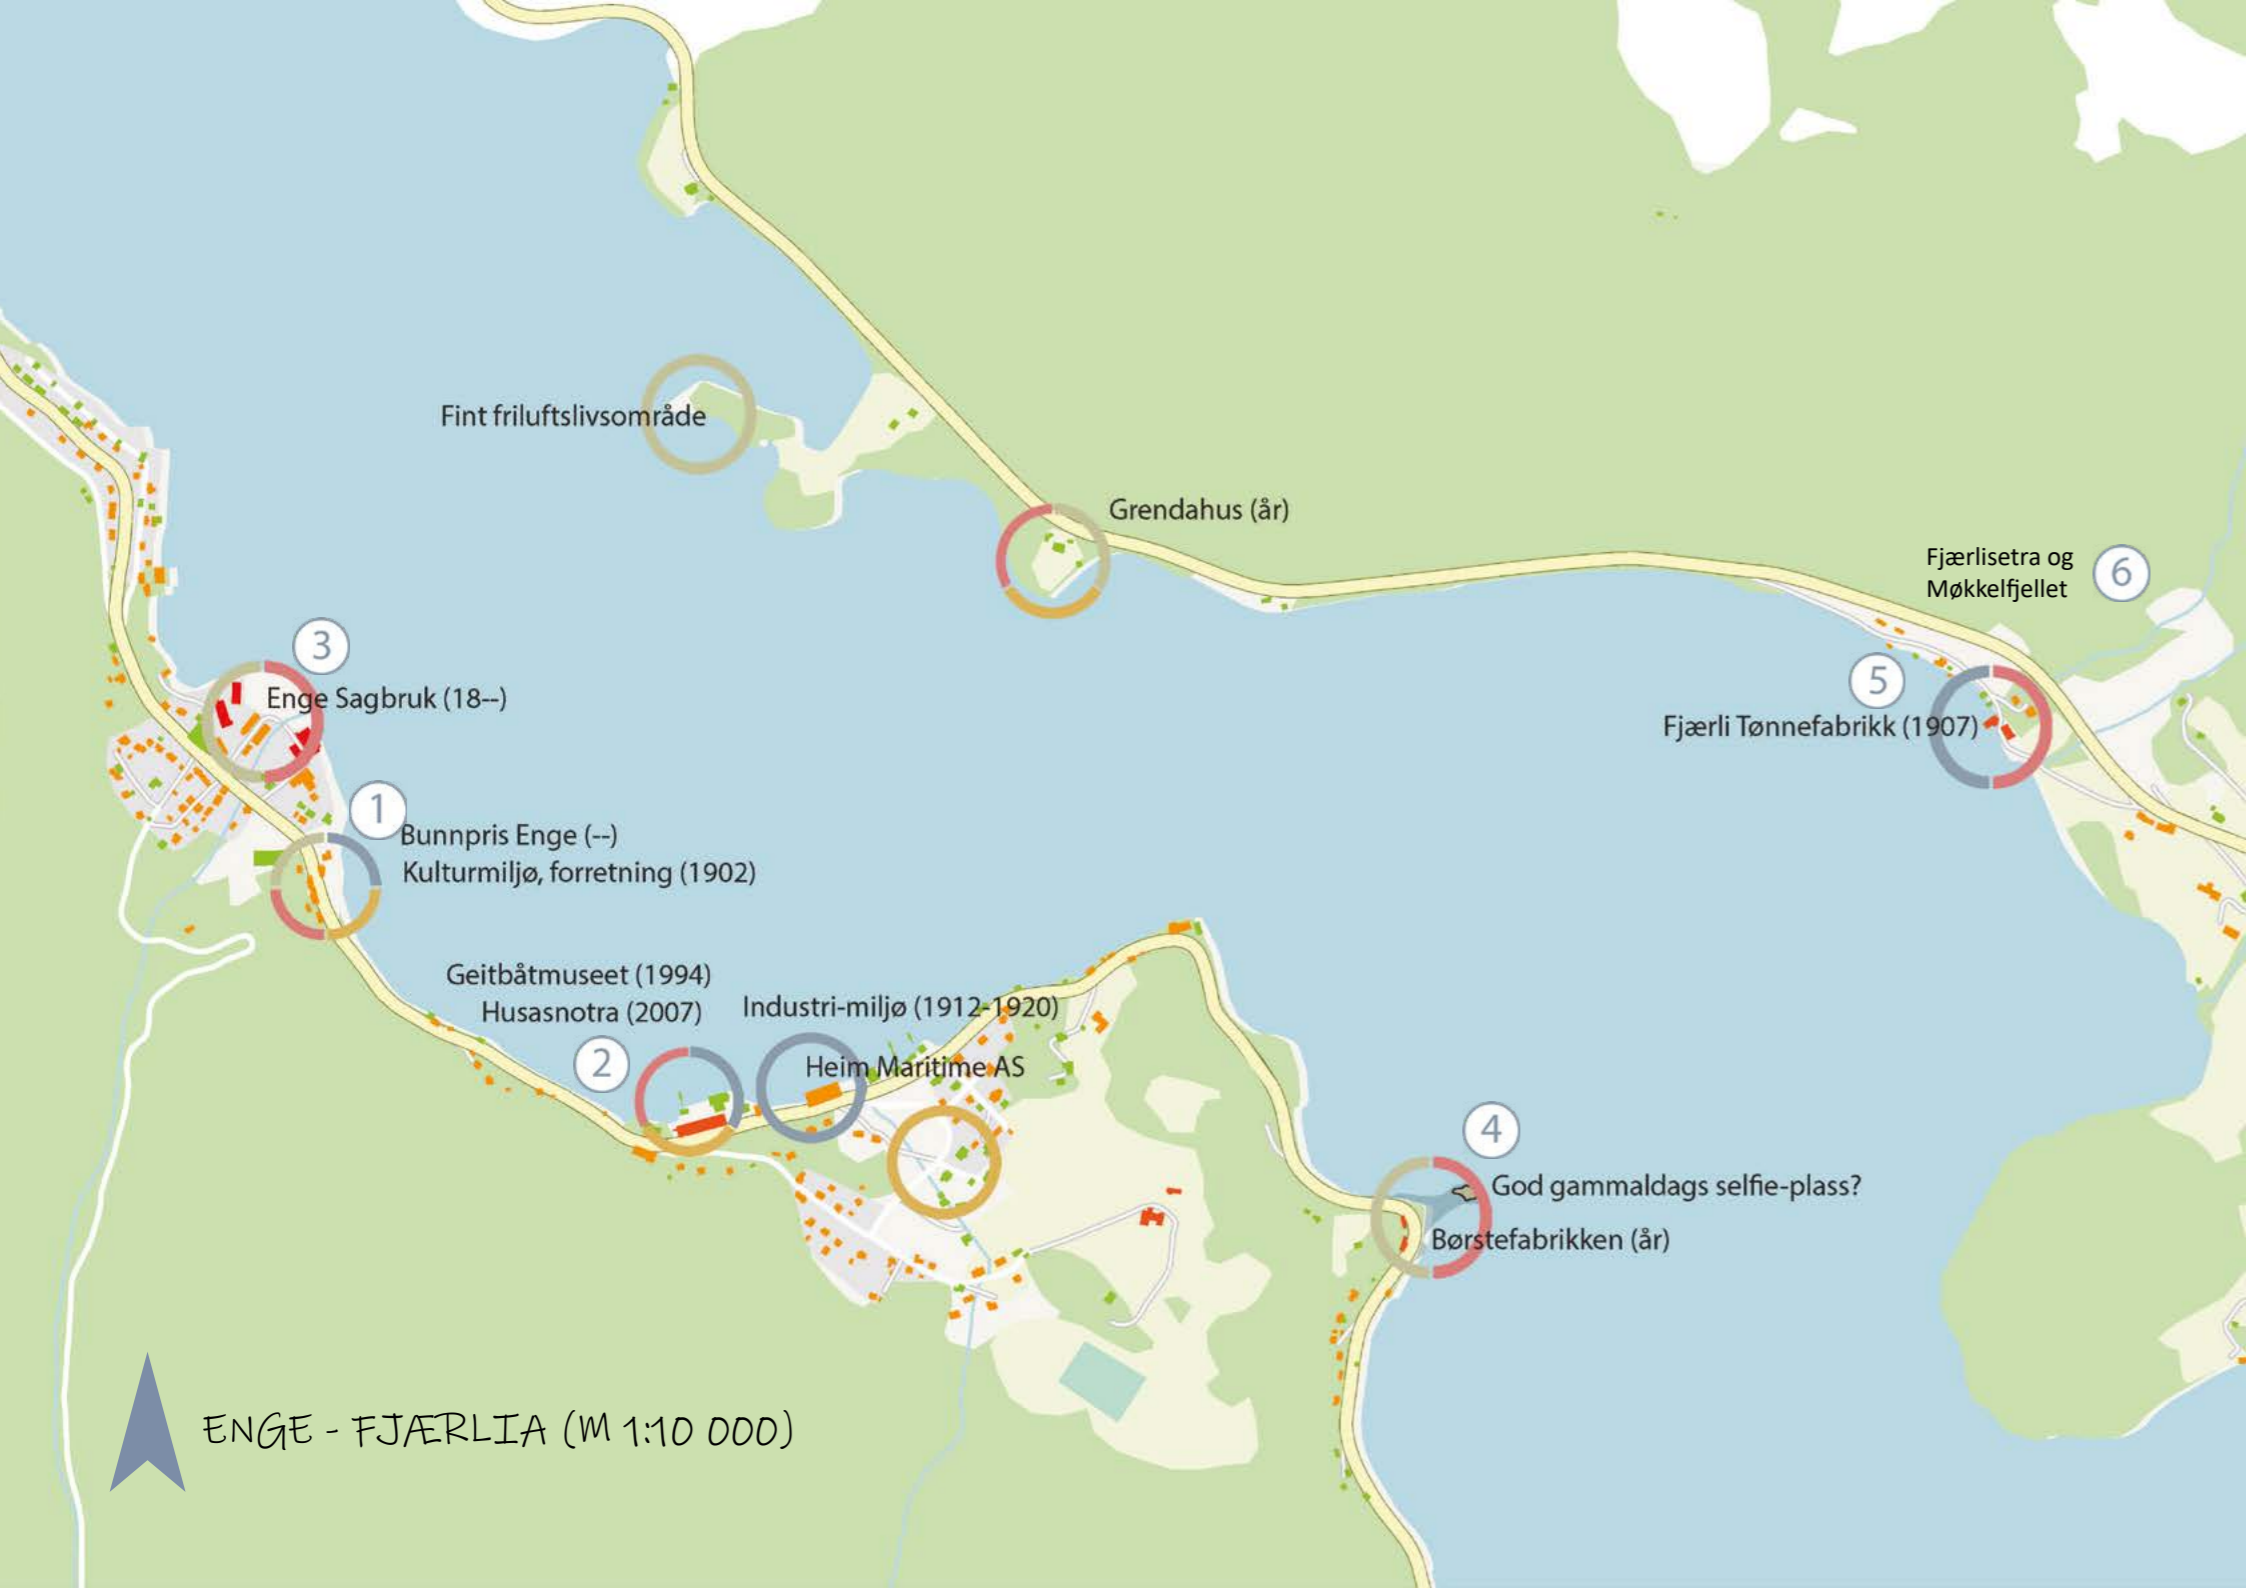 Fint friluftslivsområde
Grendahus (år)
Fjærlisetra og
Møkkelfjellet
6
3
Enge Sagbruk (18--)
5
Fjærli Tønnefabrikk (1907)
1
Bunnpris Enge (--)
Kulturmiljø, forretning (1902)
Geitbåtmuseet (1994)
Husasnotra (2007)
2
Industri-miljø (1912-1920)
Heim Maritime AS
4
God gammaldags selfie-plass?
Børstefabrikken (år)
ENGE - FJÆRLIA (M 1:10 000)